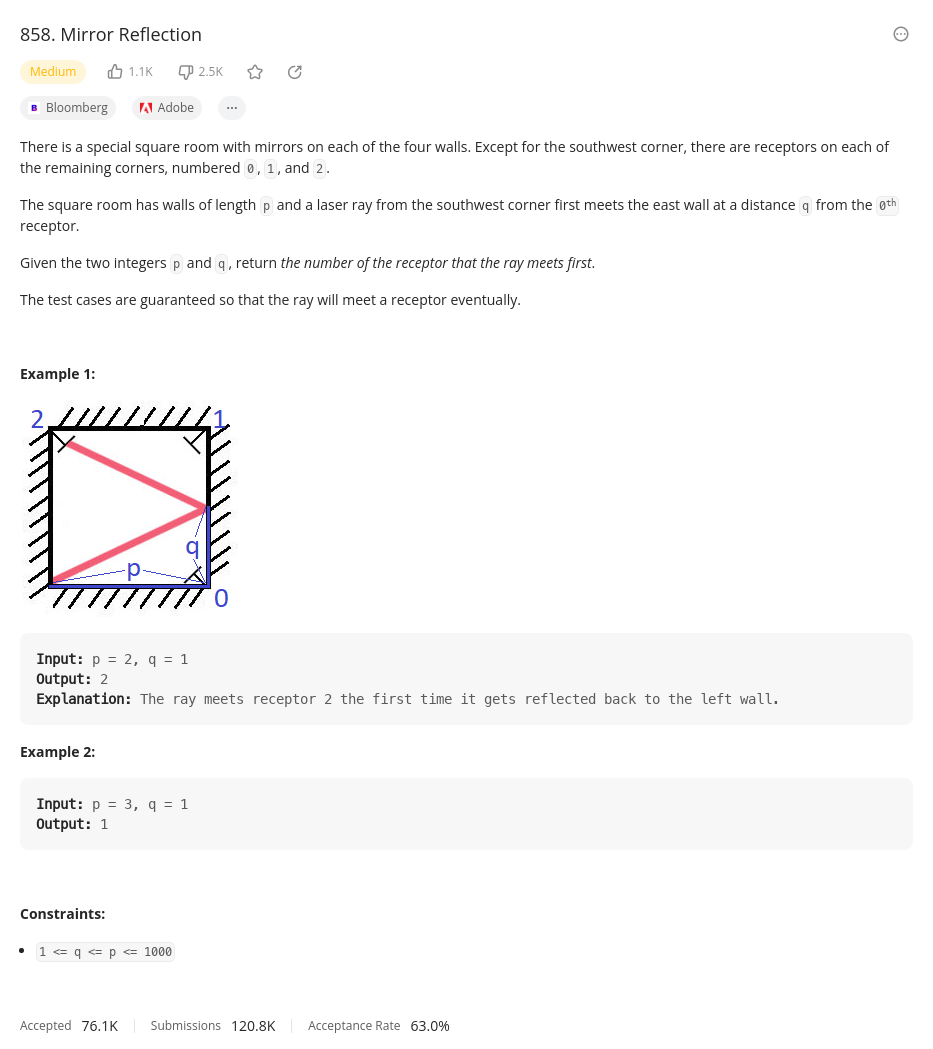 858. Mirror Reflection
Medium 1.1K 2.5K
B Bloomberg Adobe ...
There is a special square room with mirrors on each of the four walls. Except for the southwest corner, there are receptors on each of
the remaining corners, numbered 0, 1, and 2.
The square room has walls of length p and a laser ray from the southwest corner first meets the east wall at a distance q from the 0th
receptor.
Given the two integers p and q, return the number of the receptor that the ray meets first.
The test cases are guaranteed so that the ray will meet a receptor eventually.
Example 1:
2 1
q
p
0
Input: p = 2, q = 1
Output: 2
Explanation: The ray meets receptor 2 the first time it gets reflected back to the left wall.
Example 2:
Input: p = 3, q = 1
Output: 1
Constraints:
• 1 <= q <= p <= 1000
Accepted 76.1K Submissions 120.8K Acceptance Rate 63.0%